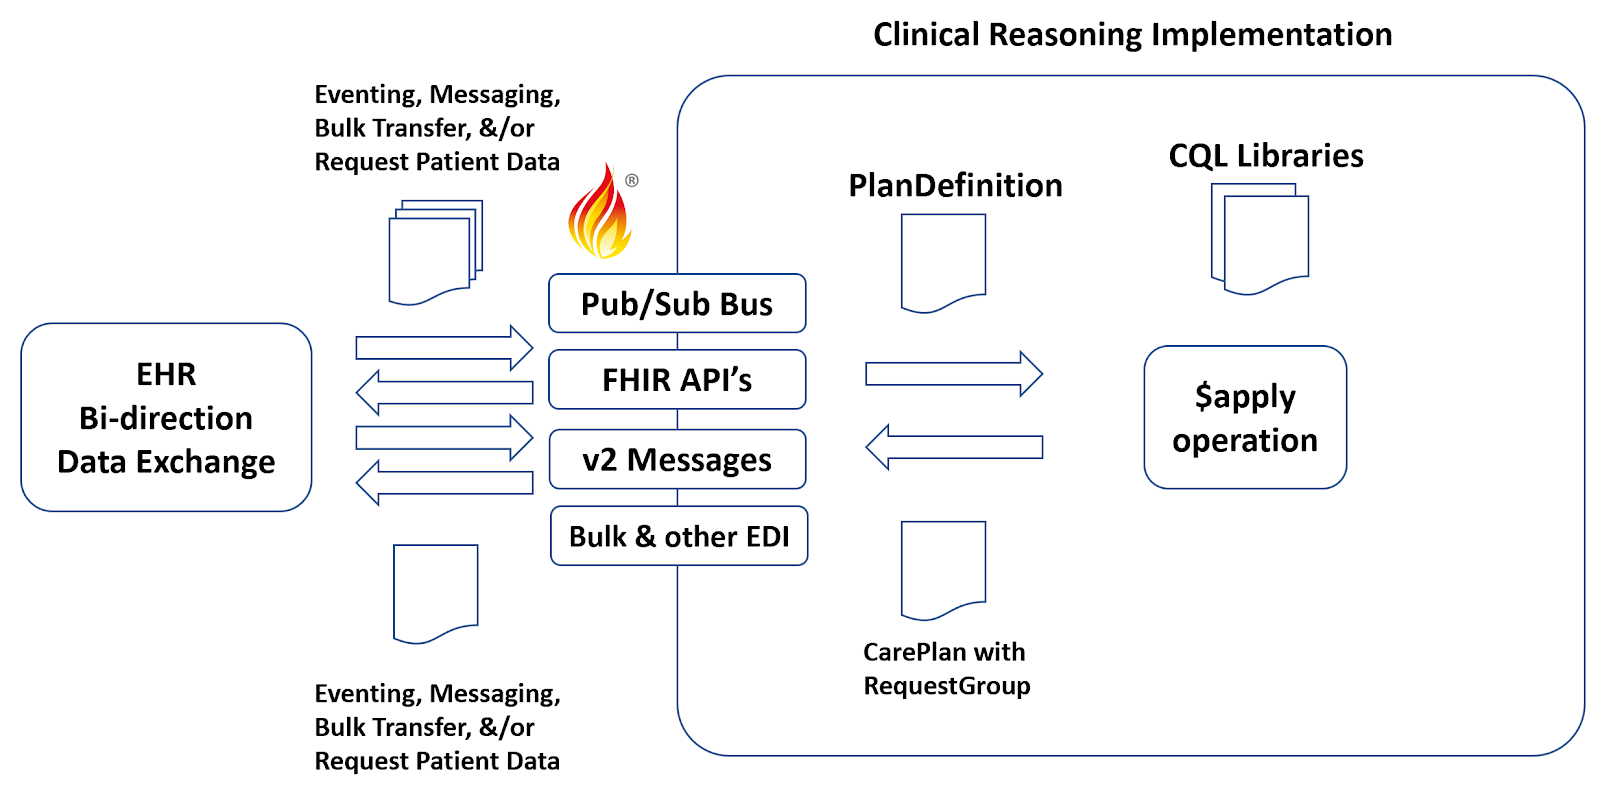 Clinical Reasoning Implementation
Eventing, Messaging,
Bulk Transfer, &/or
Request Patient Data
®
CQL Libraries
PlanDefinition
Pub/Sub Bus
EHR
Bi-direction
Data Exchange
FHIR API’s
$apply
operation
v2 Messages
Bulk & other EDI
CarePlan with
RequestGroup
Eventing, Messaging,
Bulk Transfer, &/or
Request Patient Data